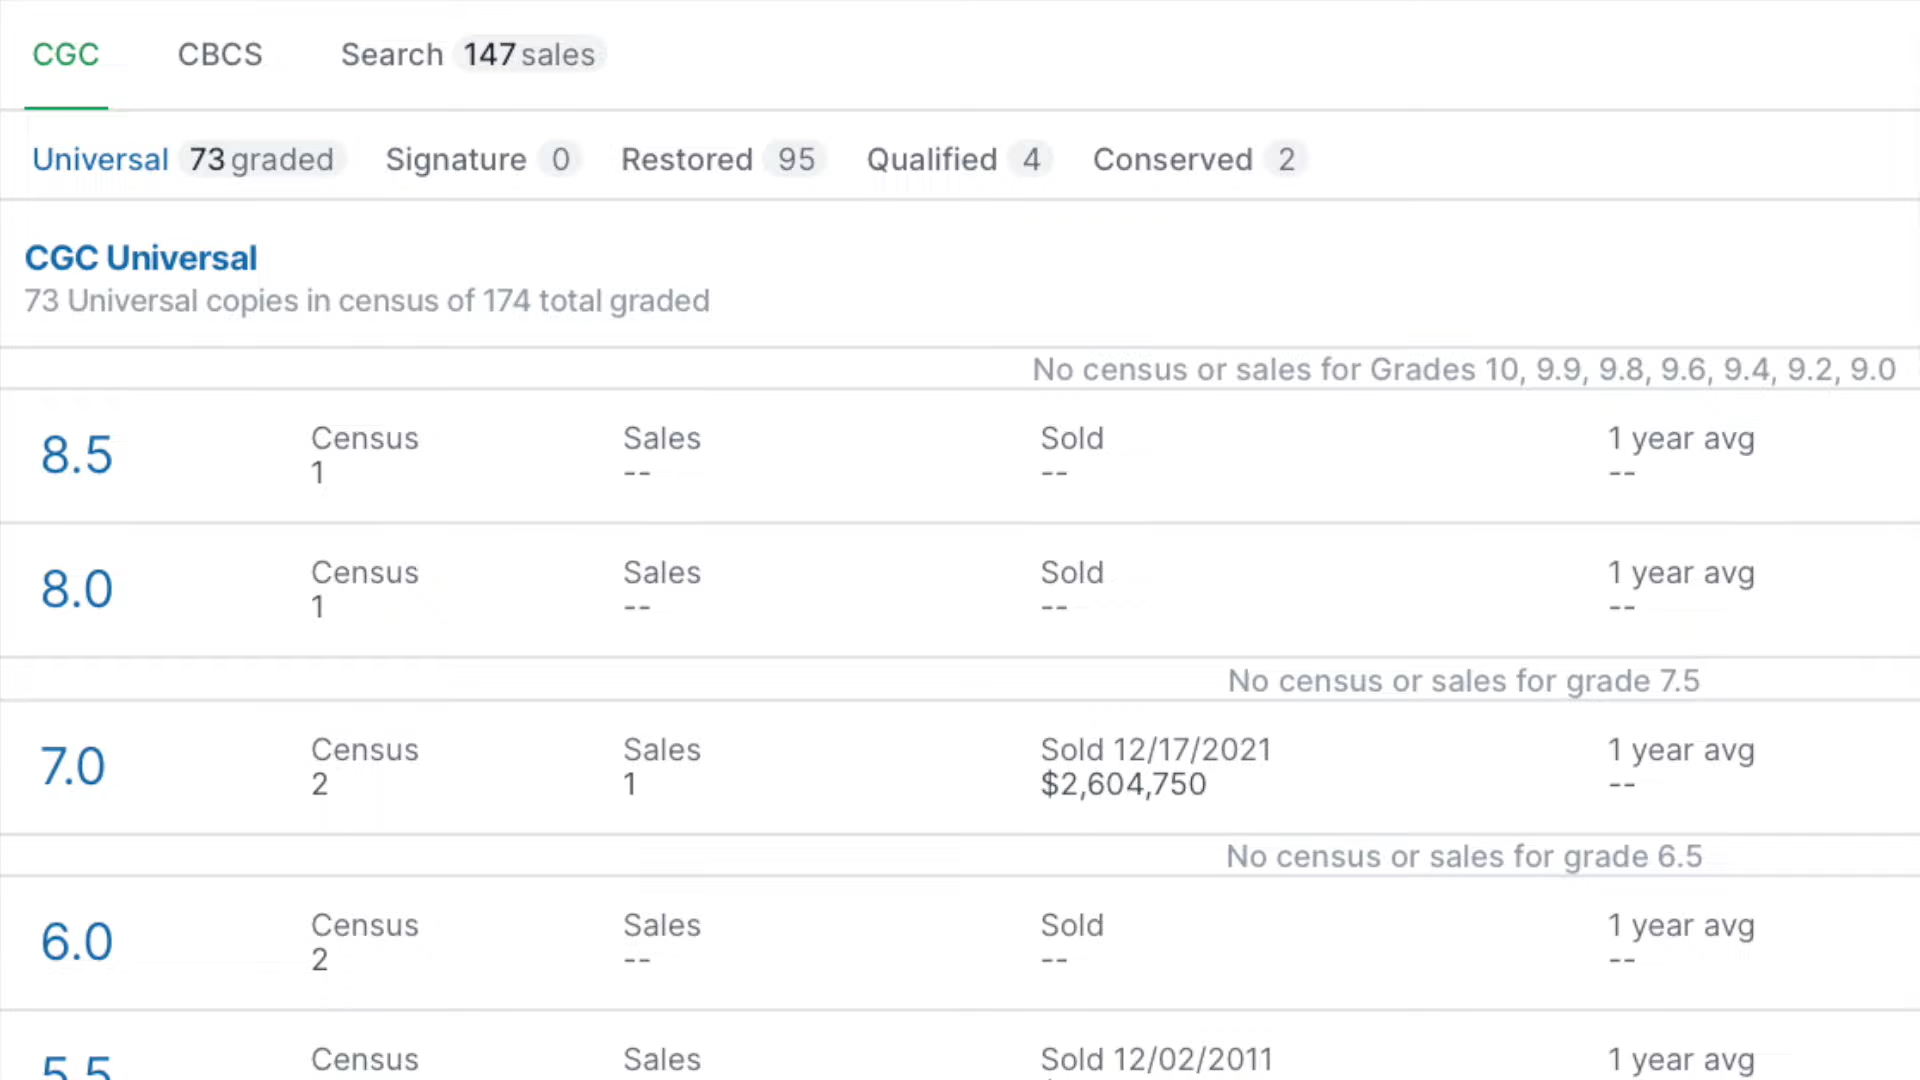 CGC CBCS Search 147 sales
Universal 73 graded Signature 0 Restored 95 Qualified 4 Conserved 2
CGC Universal
73 Universal copies in census of 174 total graded
No census or sales for Grades 10, 9.9, 9.8, 9.6, 9.4, 9.2, 9.0
8.5 Census Sales Sold 1 year avg
1 -- -- --
8.0 Census Sales Sold 1 year avg
1 -- -- --
No census or sales for grade 7.5
7.0 Census Sales Sold 12/17/2021 1 year avg
2 1 $2,604,750 --
No census or sales for grade 6.5
6.0 Census Sales Sold 1 year avg
2 -- -- --
5.5 Census Sales Sold 12/02/2011 1 year avg